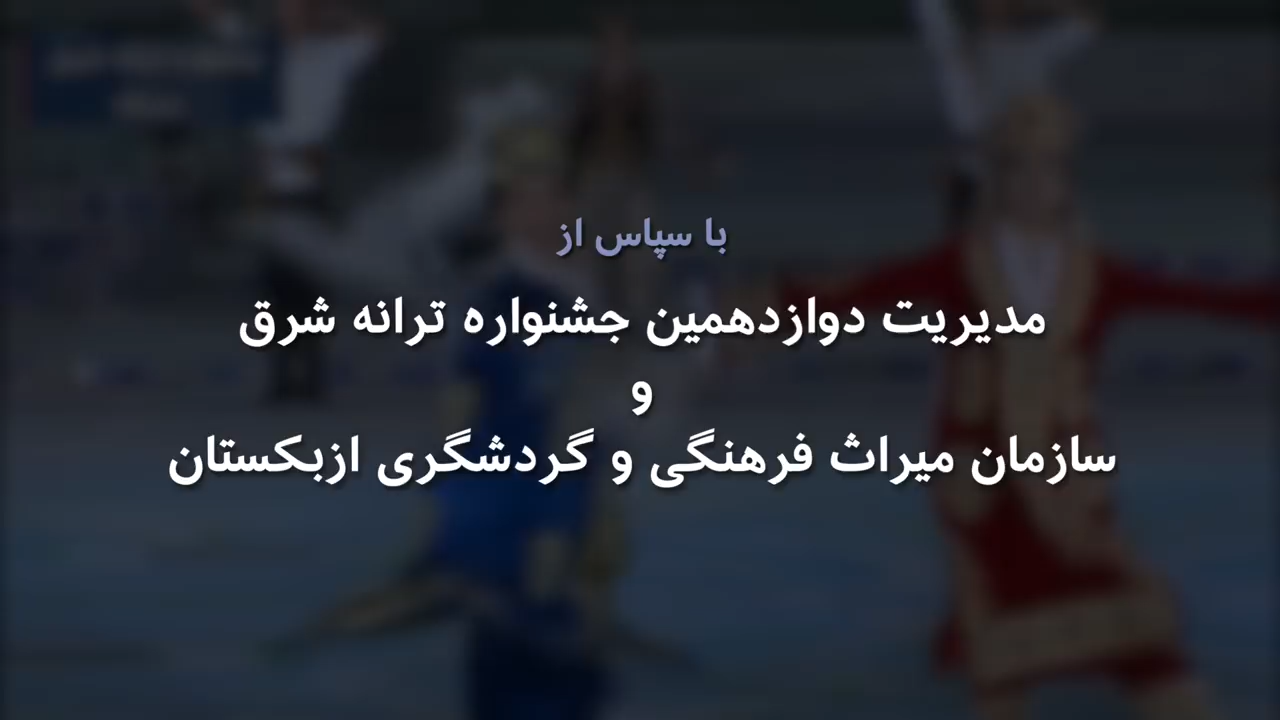 با سپاس از
مدیریت دوازدهمین جشنواره ترانه شرق
و
سازمان میراث فرهنگی و گردشگری ازبکستان